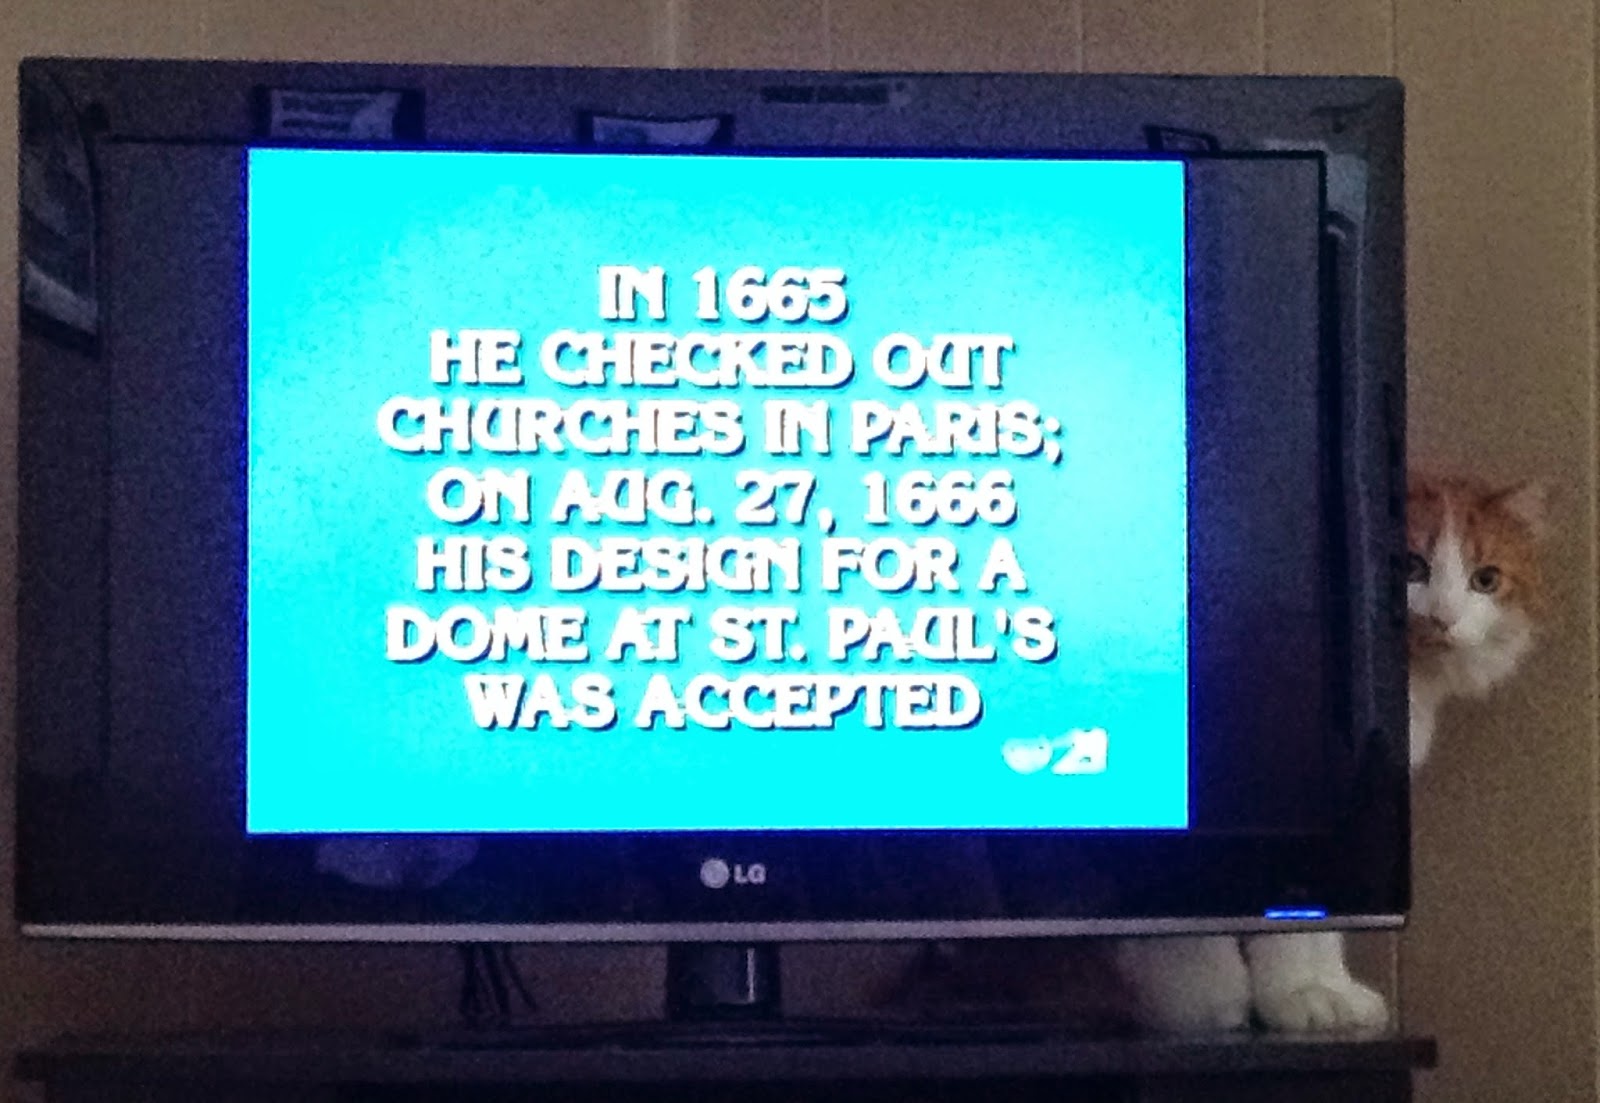 IN 1665
HE CHECKED OUT
CHURCHES IN PARIS;
ON AUG. 27, 1666
HIS DESIGN FOR A
DOME AT ST. PAUL'S
WAS ACCEPTED
LG